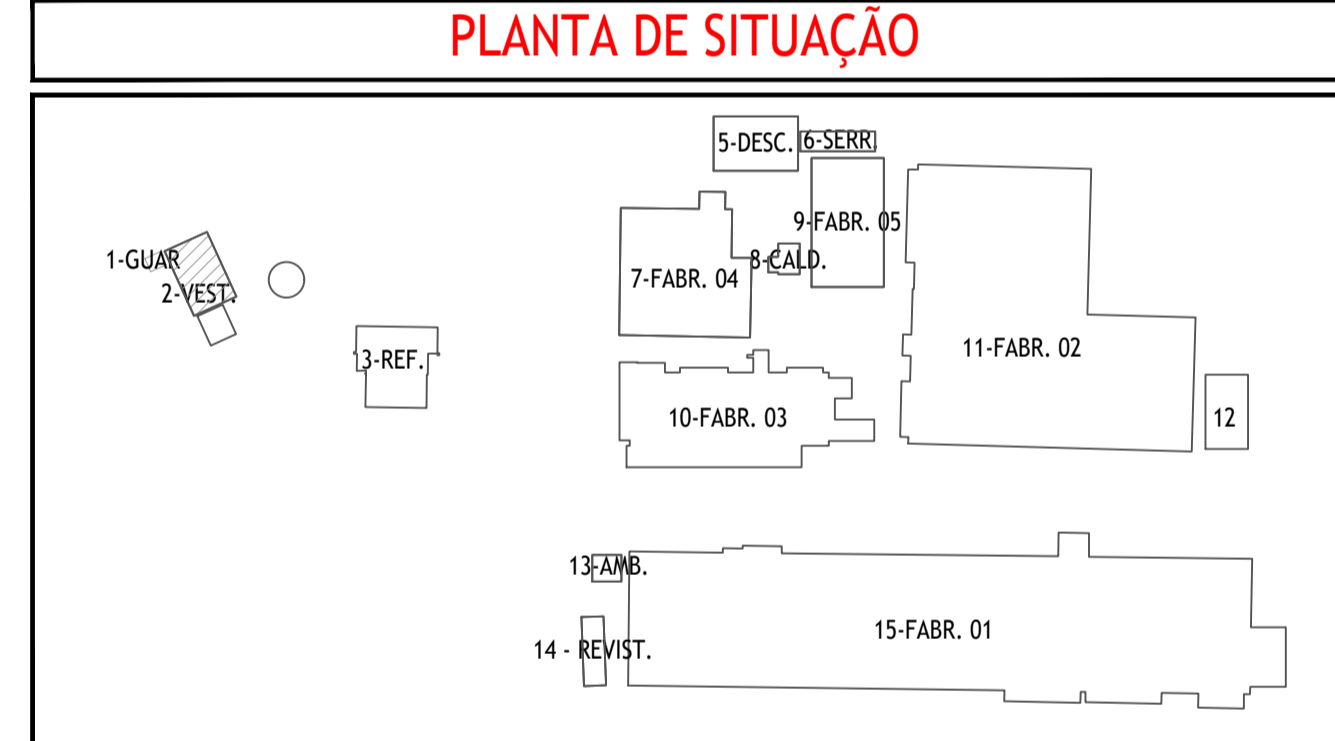 PLANTA DE SITUAÇÃO
5-DESC.
6-SERR.
9-FABR. 05
1-GUAR
8-CALD.
7-FABR. 04
2-VEST.
11-FABR. 02
3-REF.
10-FABR. 03
12
13-AMB.
15-FABR. 01
14 - REVIST.